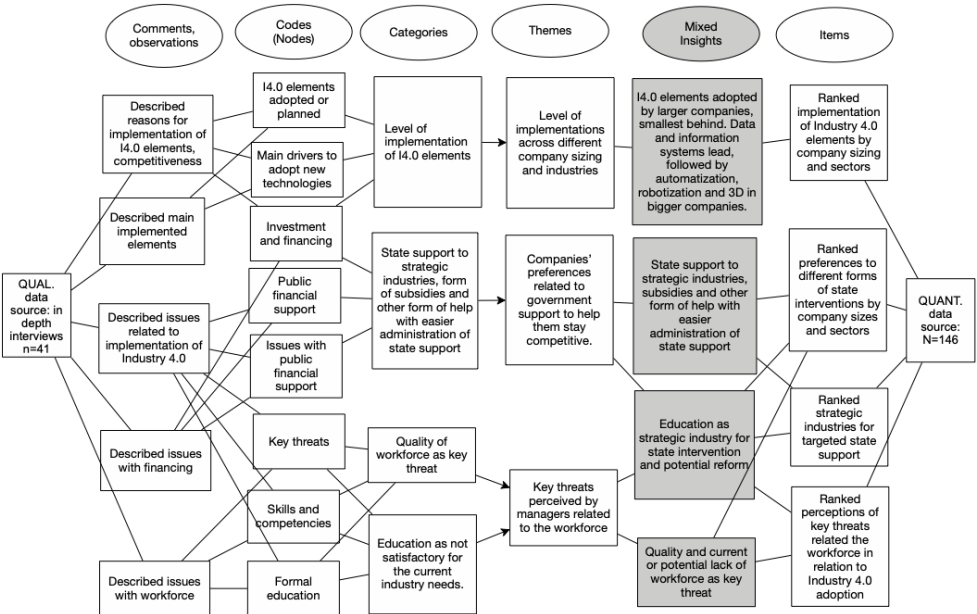 Comments,
observations
Codes
(Nodes)
Categories
Themes
Mixed
Insights
Items
QUAL.
data
source: in
depth
interviews
n=41
Described
reasons for
implementation of
I4.0 elements,
competitiveness
Described main
implemented
elements
Described issues
related to
implementation of
Industry 4.0
Described issues
with financing
Described issues
with workforce
I4.0 elements
adopted or
planned
Main drivers to
adopt new
technologies
Investment
and financing
Public
financial
support
Issues with
public
financial
support
Key threats
Skills and
competencies
Formal
education
Level of
implementation
of I4.0 elements
State support to
strategic
industries, form
of subsidies and
other form of help
with easier
administration of
state support
Quality of
workforce as key
threat
Education as not
satisfactory for
the current
industry needs.
Level of
implementations
across different
company sizing
and industries
Companies’
preferences
related to
government
support to help
them stay
competitive.
Key threats
perceived by
managers related
to the workforce
I4.0 elements adopted
by larger companies,
smallest behind. Data
and information
systems lead,
followed by
automatization,
robotization and 3D in
bigger companies.
State support to
strategic industries,
subsidies and other
form of help with
easier
administration of
state support
Education as
strategic industry for
state intervention
and potential reform
Quality and current
or potential lack of
workforce as key
threat
Ranked
implementation
of Industry 4.0
elements by
company sizing
and sectors
Ranked
preferences to
different forms
of state
interventions by
company sizes
and sectors
Ranked
strategic
industries for
targeted state
support
Ranked
perceptions of
key threats
related the
workforce in
relation to
Industry 4.0
adoption
QUANT.
data
source:
N=146